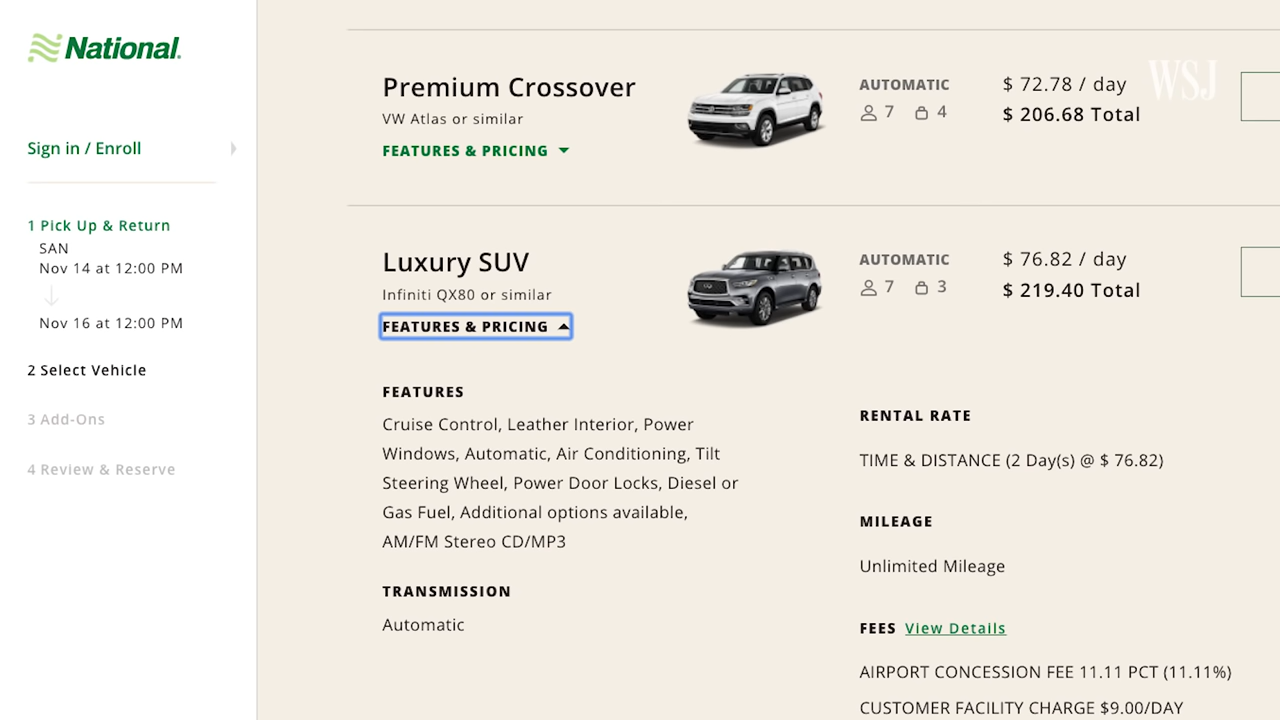 National.
Sign in / Enroll
1 Pick Up & Return
SAN
Nov 14 at 12:00 PM
Nov 16 at 12:00 PM
2 Select Vehicle
3 Add-Ons
4 Review & Reserve
Premium Crossover
VW Atlas or similar
FEATURES & PRICING
AUTOMATIC
7 4
$ 72.78 / day
$ 206.68 Total
WSJ
Luxury SUV
Infiniti QX80 or similar
FEATURES & PRICING
AUTOMATIC
7 3
$ 76.82 / day
$ 219.40 Total
FEATURES
Cruise Control, Leather Interior, Power
Windows, Automatic, Air Conditioning, Tilt
Steering Wheel, Power Door Locks, Diesel or
Gas Fuel, Additional options available,
AM/FM Stereo CD/MP3
TRANSMISSION
Automatic
RENTAL RATE
TIME & DISTANCE (2 Day(s) @ $ 76.82)
MILEAGE
Unlimited Mileage
FEES View Details
AIRPORT CONCESSION FEE 11.11 PCT (11.11%)
CUSTOMER FACILITY CHARGE $9.00/DAY